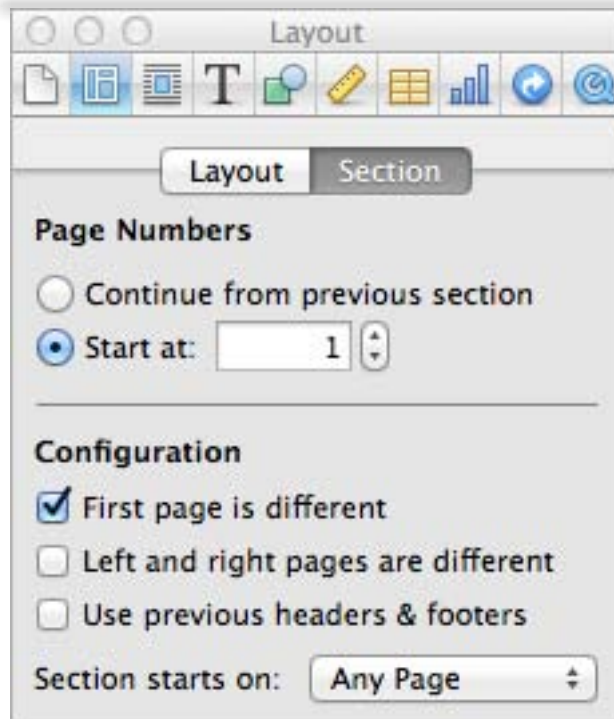 Layout
T
Layout Section
Page Numbers
Continue from previous section
Start at: 1
Configuration
First page is different
Left and right pages are different
Use previous headers & footers
Section starts on: Any Page